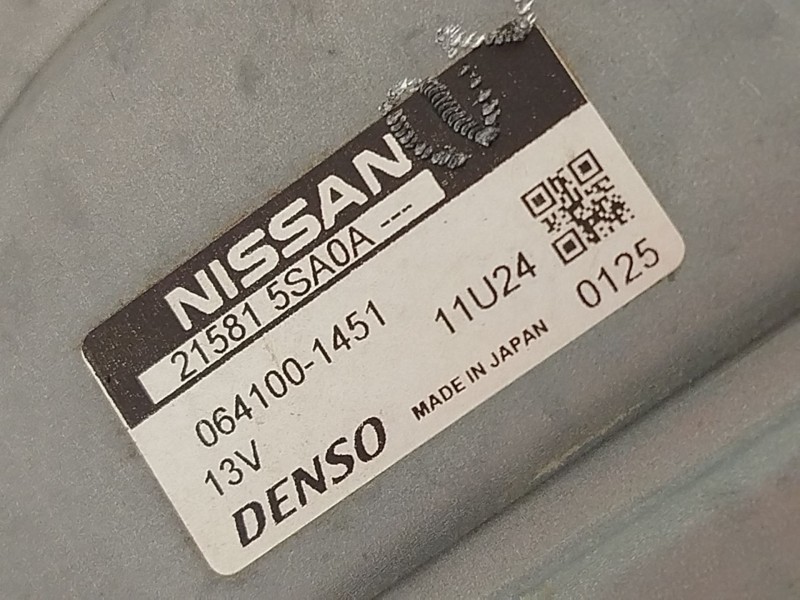 NISSAN
21581 5SA0A ---
064100-1451
11U24
0125
13V
DENSO
MADE IN JAPAN